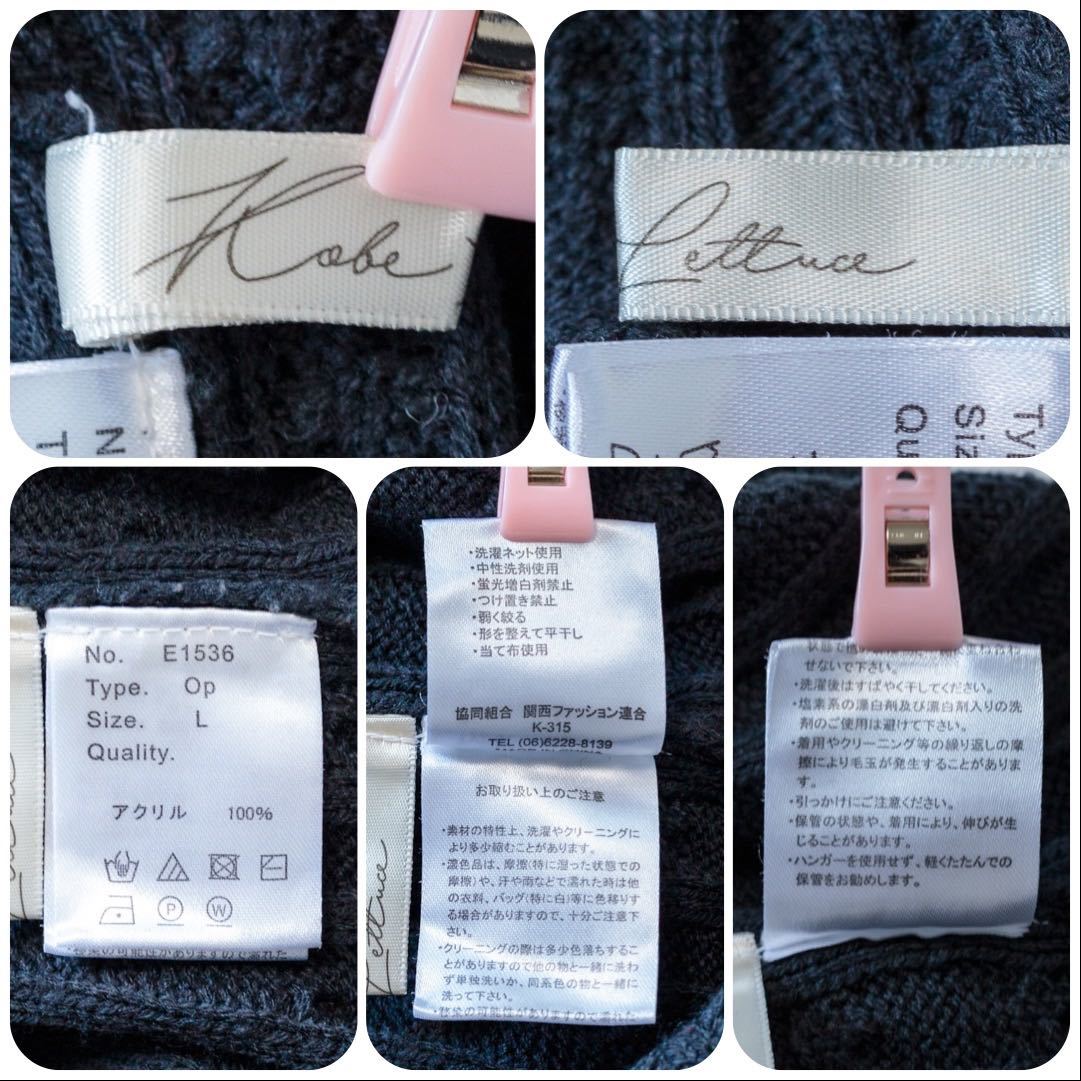 Robe
Lettuce
Ty
Siz
Qu
No. E1536
Type. Op
Size. L
Quality.
アクリル 100%
P
W
・洗濯ネット使用
・中性洗剤使用
・蛍光増白剤禁止
・つけ置き禁止
・弱く絞る
・形を整えて平干し
・当て布使用
協同組合 関西ファッション連合
K-315
TEL (06)6228-8139
お取り扱い上のご注意
・素材の特性上、洗濯やクリーニングに
より多少縮むことがあります。
・濃色品は、摩擦(特に湿った状態での
摩擦)や、汗や雨などで濡れた時は他
の衣料、バッグ(特に白)等に色移りす
る場合がありますので、十分ご注意下
さい。
・クリーニングの際は多少色落ちするこ
とがありますので他の物と一緒に洗わ
ず単独洗いか、同系色の物と一緒に
洗って下さい。
の可能性がありますので濡れた
Lettuce
せないで下さい。
・洗濯後はすばやく干してください。
・塩素系の漂白剤及び漂白剤入りの洗
剤のご使用は避けて下さい。
・着用やクリーニング等の繰り返しの摩
擦により毛玉が発生することがありま
す。
・引っかけにご注意ください。
・保管の状態や、着用により、伸びが生
じることがあります。
・ハンガーを使用せず、軽くたたんでの
保管をお勧めします。